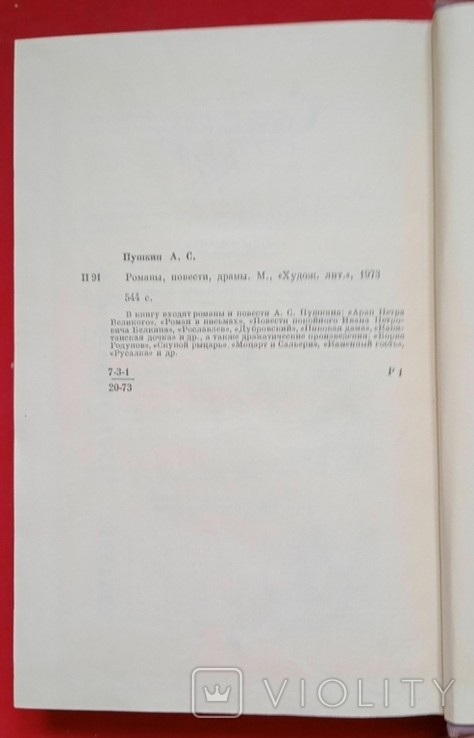 Пушкин А. С.
П 91 Романы, повести, драмы. М., «Худож. лит.», 1973
544 с.
В книгу входят романы и повести А. С. Пушкина: «Арап Петра
Великого», «Роман в письмах», «Повести покойного Ивана Петро-
вича Белкина», «Рославлев», «Дубровский», «Пиковая дама», «Капи-
танская дочка» и др., а также драматические произведения: «Борис
Годунов», «Скупой рыцарь», «Моцарт и Сальери», «Каменный гость»,
«Русалка» и др.
7-3-1 Р 1
20-73
VIOLITY